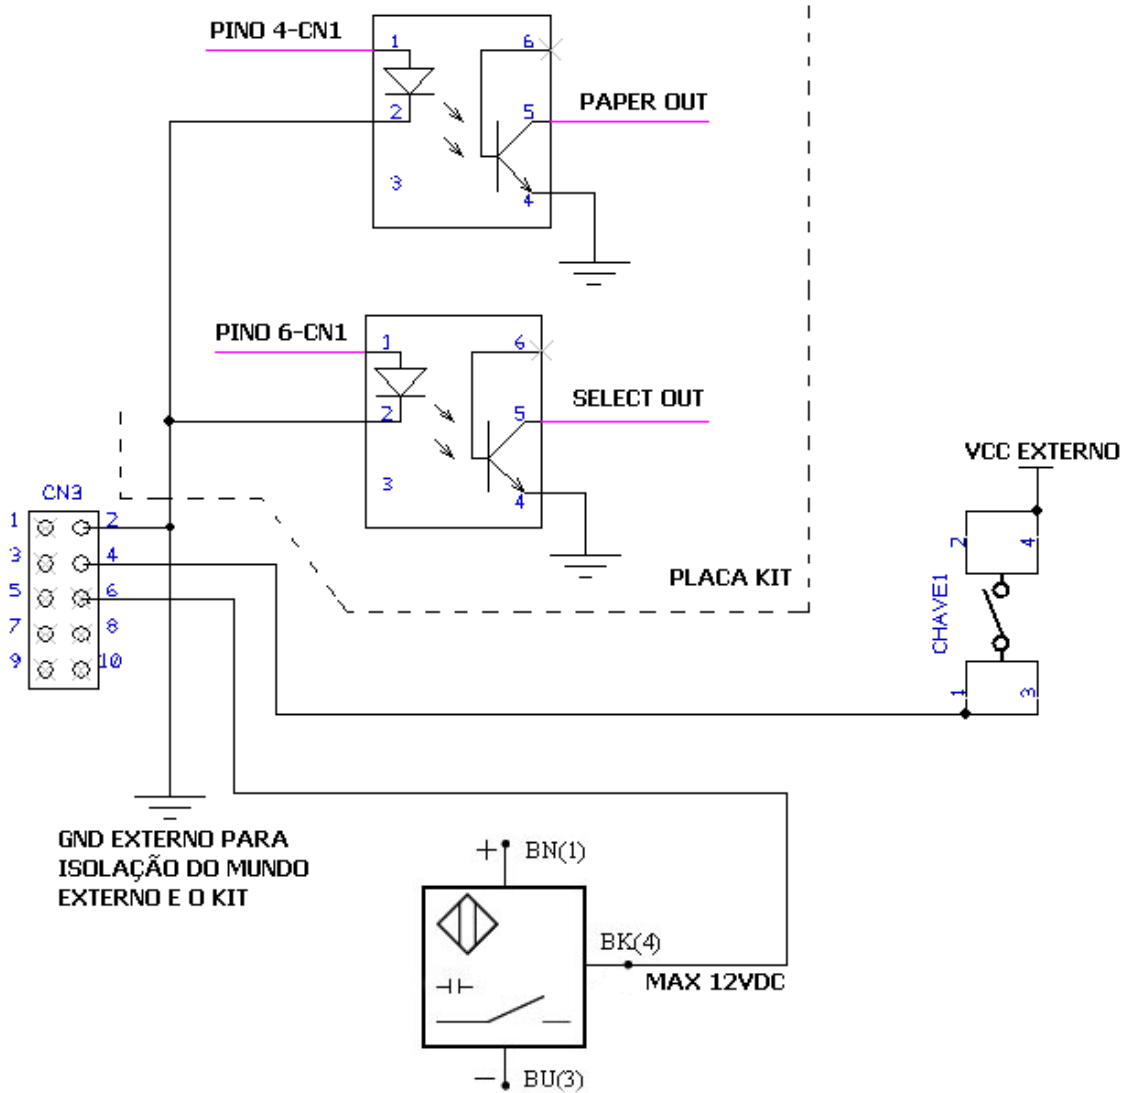 PINO 4-CN1
1
6
PAPER OUT
2
5
3
4
PINO 6-CN1
1
6
SELECT OUT
2
5
3
4
VCC EXTERNO
CN3
1
2
3
4
5
6
7
8
9
10
PLACA KIT
2
4
CHAVE1
1
3
GND EXTERNO PARA
ISOLAÇÃO DO MUNDO
EXTERNO E O KIT
+
BN(1)
BK(4)
MAX 12VDC
−
BU(3)